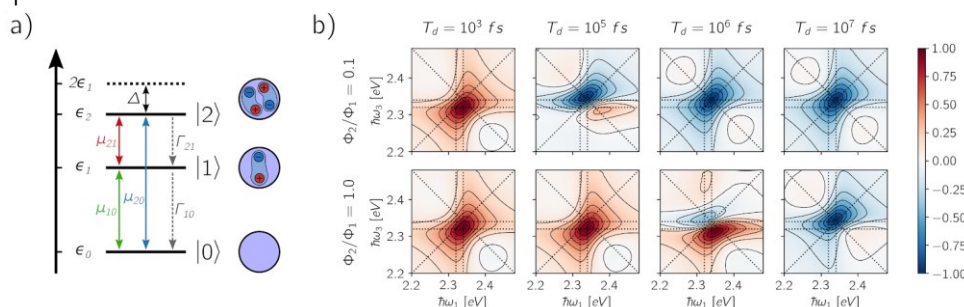 a)
2ϵ₁
Δ
ϵ₂
|2⟩
μ₂₁
Γ₂₁
ϵ₁
|1⟩
μ₁₀
μ₂₀
Γ₁₀
ϵ₀
|0⟩
b)
T_d = 10³ fs
T_d = 10⁵ fs
T_d = 10⁶ fs
T_d = 10⁷ fs
Φ₂/Φ₁ = 0.1
ħω₃ [eV]
2.4
2.3
2.2
Φ₂/Φ₁ = 1.0
ħω₃ [eV]
2.4
2.3
2.2
2.2 2.3 2.4
2.2 2.3 2.4
2.2 2.3 2.4
2.2 2.3 2.4
ħω₁ [eV]
ħω₁ [eV]
ħω₁ [eV]
ħω₁ [eV]
1.00
0.75
0.50
0.25
0.00
−0.25
−0.50
−0.75
−1.00